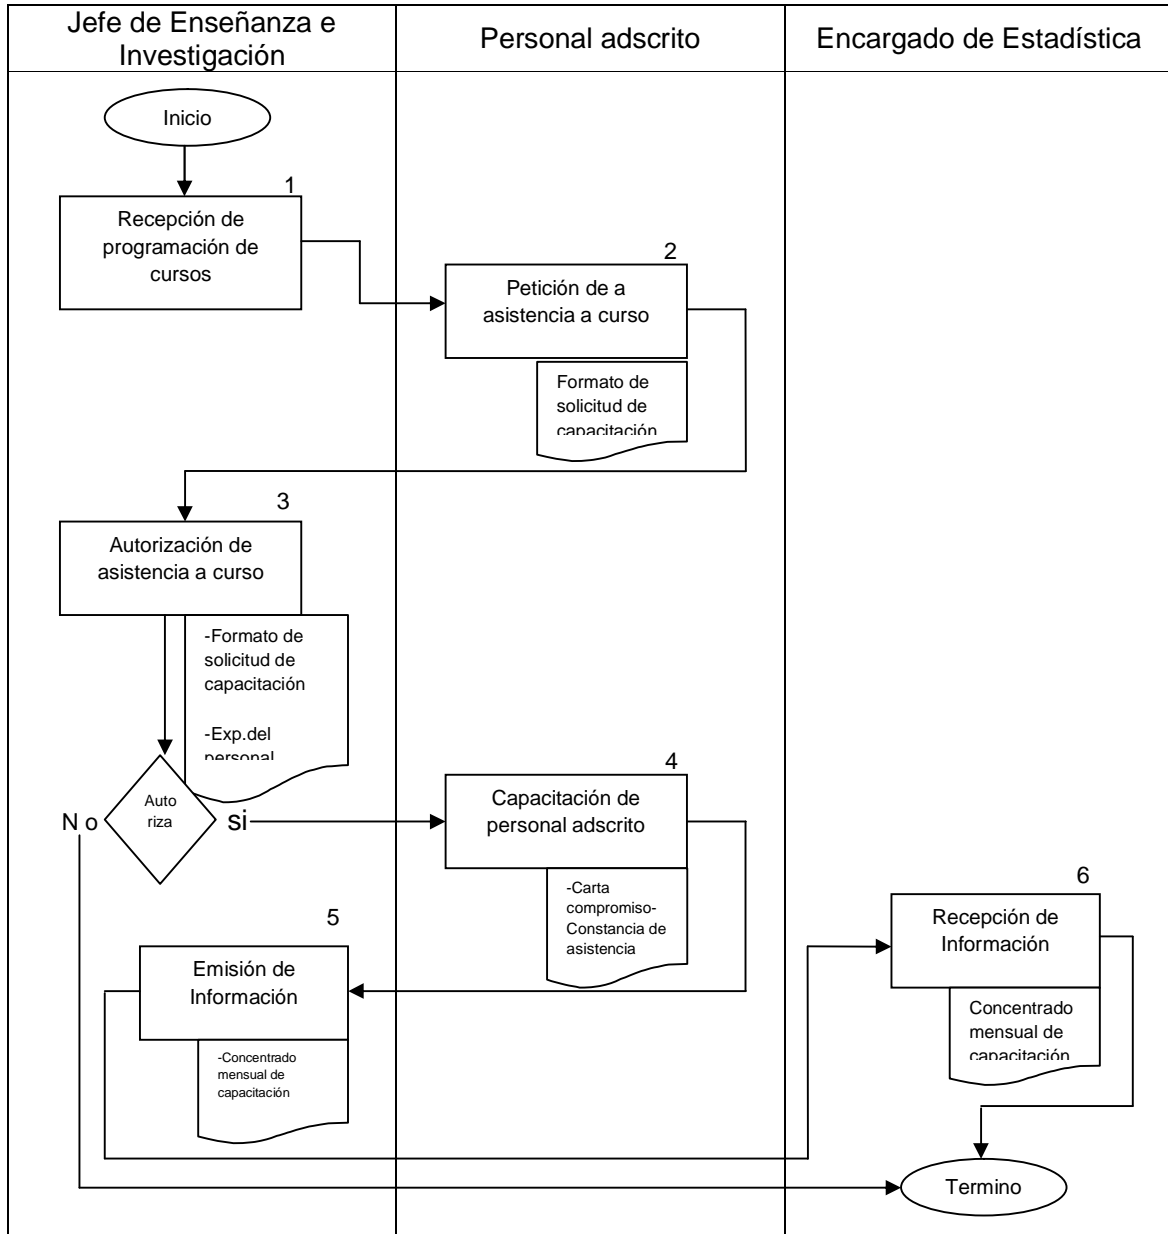 Jefe de Enseñanza e
Investigación
Personal adscrito
Encargado de Estadística
Inicio
1
Recepción de
programación de
cursos
2
Petición de a
asistencia a curso
Formato de
solicitud de
capacitación
3
Autorización de
asistencia a curso
-Formato de
solicitud de
capacitación
-Exp.del
personal
Auto
riza
N o
si
4
Capacitación de
personal adscrito
-Carta
compromiso-
Constancia de
asistencia
5
Emisión de
Información
-Concentrado
mensual de
capacitación
6
Recepción de
Información
Concentrado
mensual de
capacitación
Termino